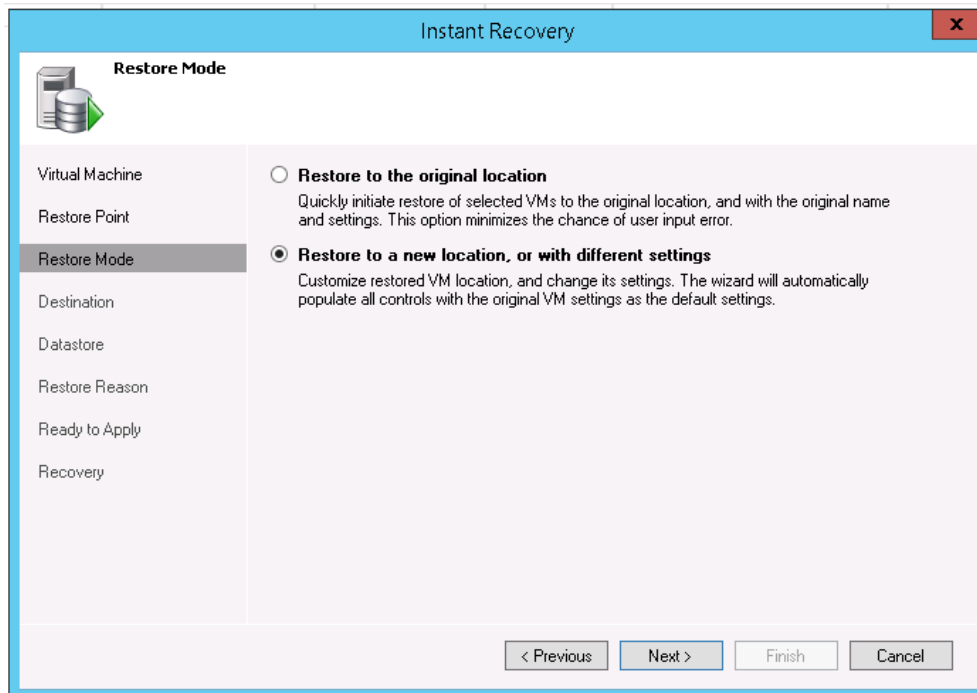 Instant Recovery
x
Restore Mode
Virtual Machine
Restore Point
Restore Mode
Destination
Datastore
Restore Reason
Ready to Apply
Recovery
Restore to the original location
Quickly initiate restore of selected VMs to the original location, and with the original name
and settings. This option minimizes the chance of user input error.
Restore to a new location, or with different settings
Customize restored VM location, and change its settings. The wizard will automatically
populate all controls with the original VM settings as the default settings.
< Previous
Next >
Finish
Cancel